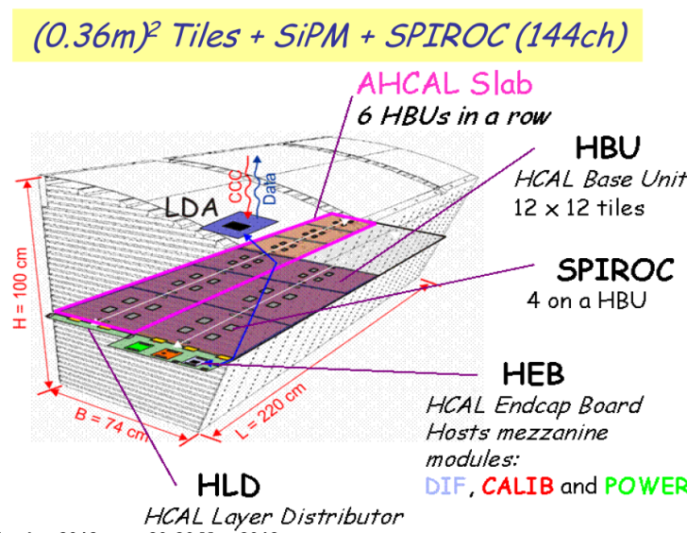 (0.36m)² Tiles + SiPM + SPIROC (144ch)
AHCAL Slab
6 HBUs in a row
HBU
HCAL Base Unit
12 x 12 tiles
CCC
Data
LDA
SPIROC
4 on a HBU
H = 100 cm
HEB
HCAL Endcap Board
Hosts mezzanine
modules:
DIF, CALIB and POWER
B = 74 cm
L = 220 cm
HLD
HCAL Layer Distributor